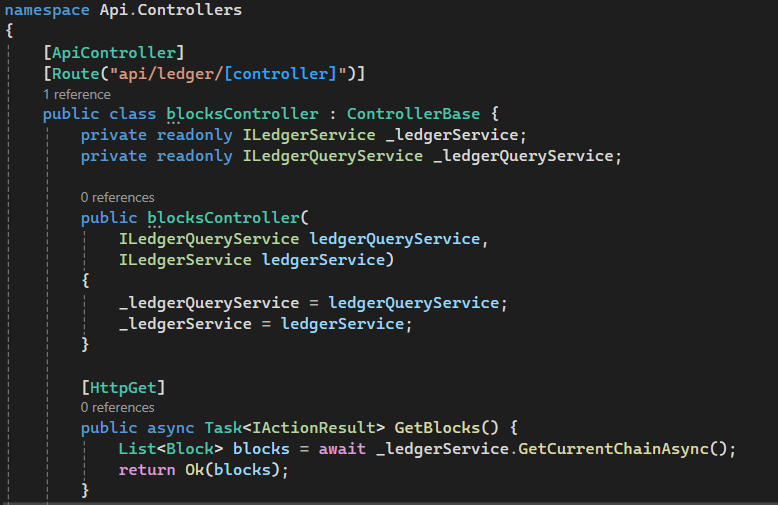 namespace Api.Controllers
{
    [ApiController]
    [Route("api/ledger/[controller]")]
    1 reference
    public class blocksController : ControllerBase {
        private readonly ILedgerService _ledgerService;
        private readonly ILedgerQueryService _ledgerQueryService;

        0 references
        public blocksController(
            ILedgerQueryService ledgerQueryService,
            ILedgerService ledgerService)
        {
            _ledgerQueryService = ledgerQueryService;
            _ledgerService = ledgerService;
        }

        [HttpGet]
        0 references
        public async Task<IActionResult> GetBlocks() {
            List<Block> blocks = await _ledgerService.GetCurrentChainAsync();
            return Ok(blocks);
        }